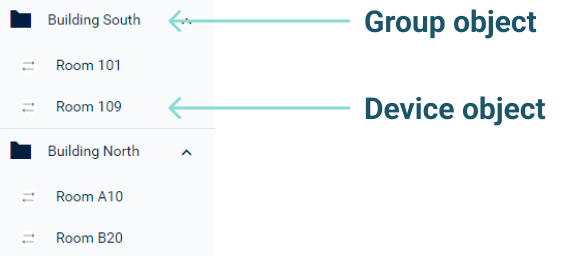 Building South
Group object
Room 101
Room 109
Device object
Building North
Room A10
Room B20